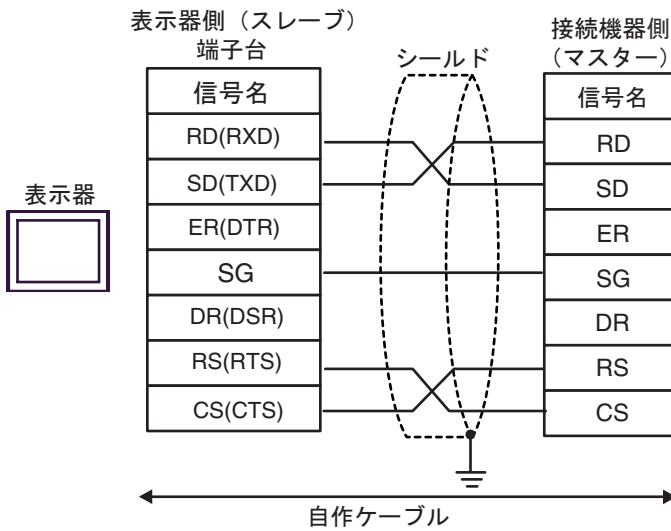 表示器側（スレーブ）
端子台
シールド
接続機器側
（マスター）
信号名
信号名
RD(RXD)
RD
SD(TXD)
SD
表示器
ER(DTR)
ER
SG
SG
DR(DSR)
DR
RS(RTS)
RS
CS(CTS)
CS
自作ケーブル